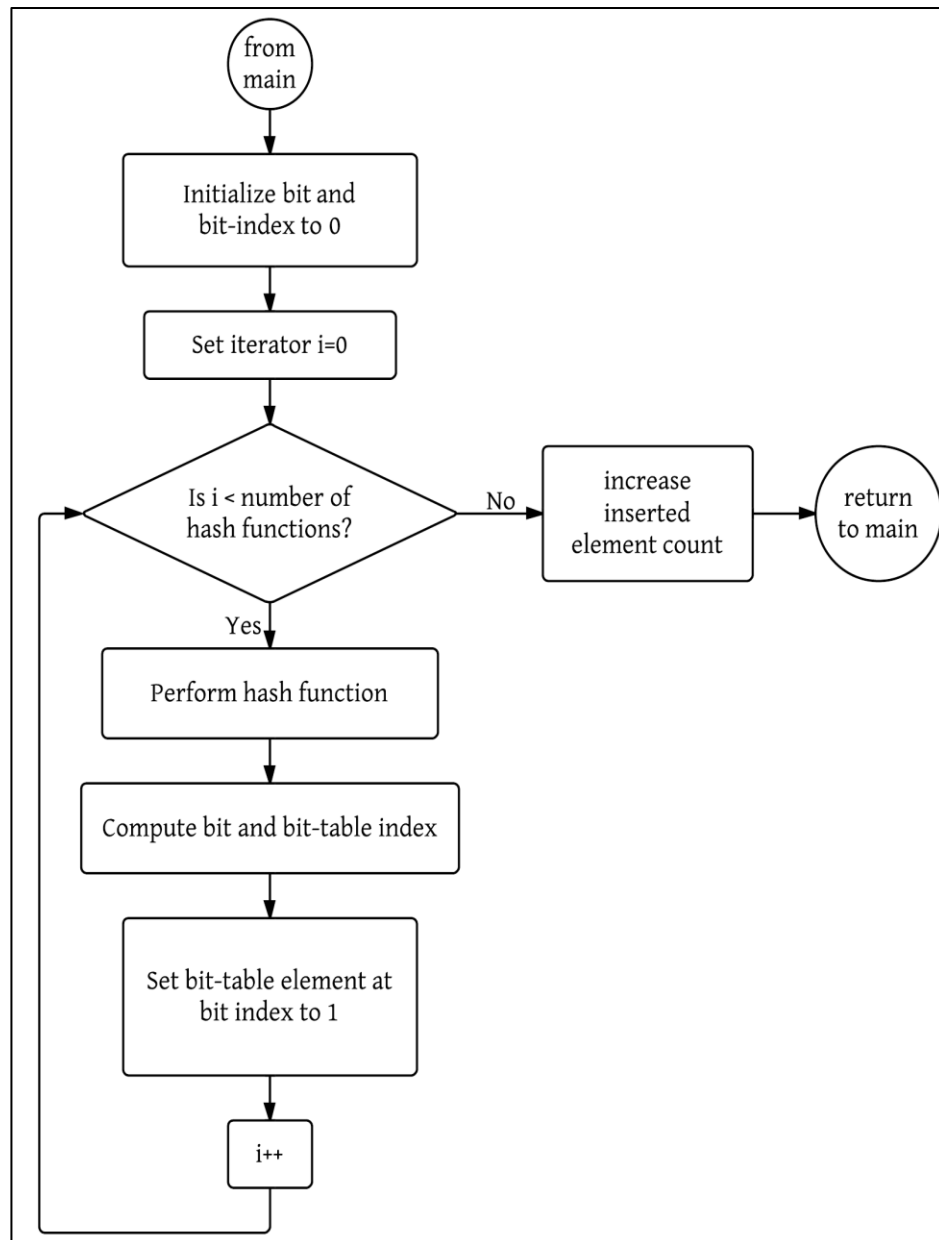 from
main
Initialize bit and
bit-index to 0
Set iterator i=0
Is i < number of
hash functions?
No
increase
inserted
element count
return
to main
Yes
Perform hash function
Compute bit and bit-table index
Set bit-table element at
bit index to 1
i++